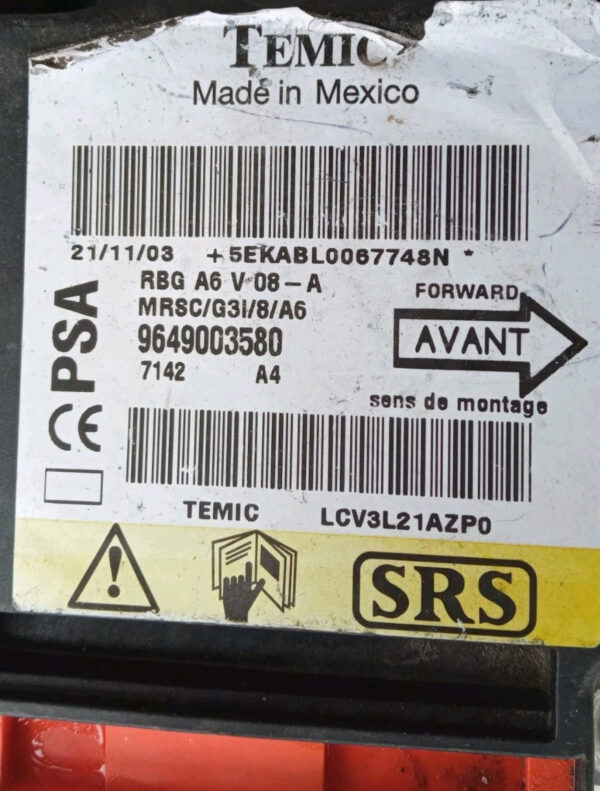 TEMIC
Made in Mexico
21/11/03 +5EKABL0067748N *
RBG A6 V 08-A
MRSC/G3i/8/A6
9649003580
7142 A4
PSA
CE
FORWARD
AVANT
sens de montage
TEMIC LCV3L21AZP0
SRS